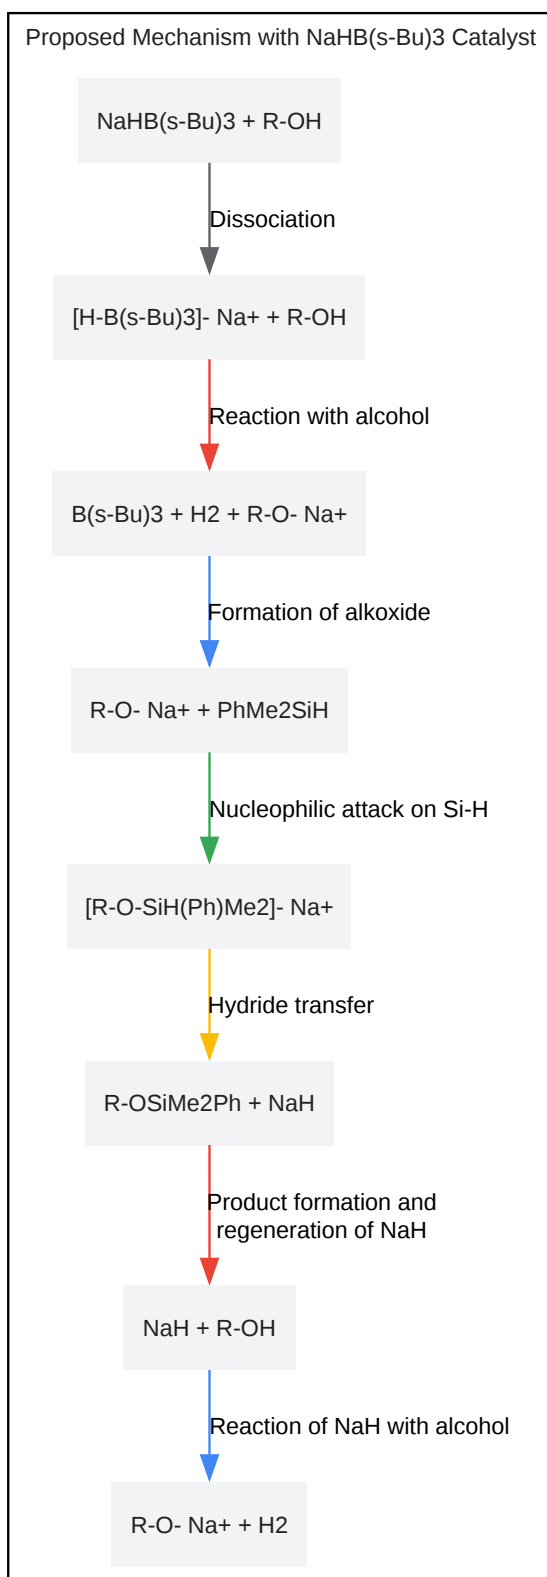 Proposed Mechanism with NaHB(s-Bu)3 Catalyst
NaHB(s-Bu)3 + R-OH
Dissociation
[H-B(s-Bu)3]- Na+ + R-OH
Reaction with alcohol
B(s-Bu)3 + H2 + R-O- Na+
Formation of alkoxide
R-O- Na+ + PhMe2SiH
Nucleophilic attack on Si-H
[R-O-SiH(Ph)Me2]- Na+
Hydride transfer
R-OSiMe2Ph + NaH
Product formation and
regeneration of NaH
NaH + R-OH
Reaction of NaH with alcohol
R-O- Na+ + H2